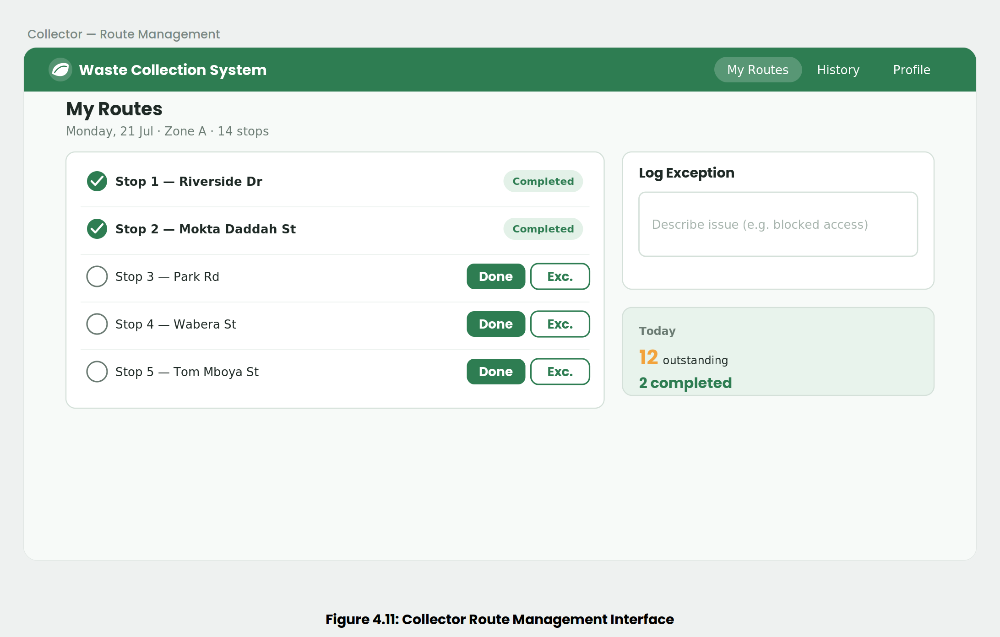 Collector — Route Management
Waste Collection System
My Routes
History
Profile
My Routes
Monday, 21 Jul · Zone A · 14 stops
Stop 1 — Riverside Dr
Completed
Stop 2 — Mokta Daddah St
Completed
Stop 3 — Park Rd
Done
Exc.
Stop 4 — Wabera St
Done
Exc.
Stop 5 — Tom Mboya St
Done
Exc.
Log Exception
Describe issue (e.g. blocked access)
Today
12 outstanding
2 completed
Figure 4.11: Collector Route Management Interface